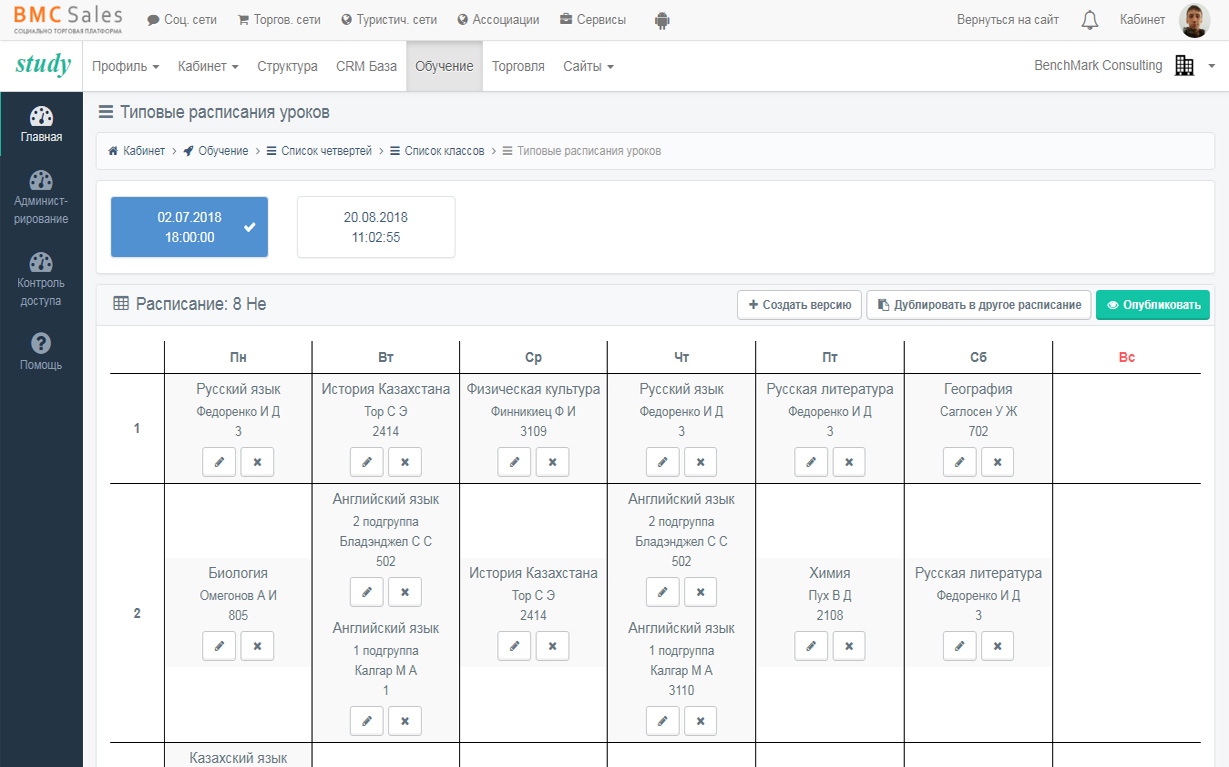 BMC Sales
СОЦИАЛЬНО ТОРГОВАЯ ПЛАТФОРМА
Соц. сети
Торгов. сети
Туристич. сети
Ассоциации
Сервисы
Вернуться на сайт
Кабинет
study
Профиль
Кабинет
Структура
CRM База
Обучение
Торговля
Сайты
BenchMark Consulting
Главная
Админист-
рирование
Контроль
доступа
Помощь
Типовые расписания уроков
Кабинет > Обучение > Список четвертей > Список классов > Типовые расписания уроков
02.07.2018
18:00:00
20.08.2018
11:02:55
Расписание: 8 Не
Создать версию
Дублировать в другое расписание
Опубликовать
Пн Вт Ср Чт Пт Сб Вс
1
Русский язык
Федоренко И Д
3
История Казахстана
Тор С Э
2414
Физическая культура
Финникиец Ф И
3109
Русский язык
Федоренко И Д
3
Русская литература
Федоренко И Д
3
География
Саглосен У Ж
702
2
Биология
Омегонов А И
805
Английский язык
2 подгруппа
Бладэнджел С С
502
Английский язык
1 подгруппа
Калгар М А
1
История Казахстана
Тор С Э
2414
Английский язык
2 подгруппа
Бладэнджел С С
502
Английский язык
1 подгруппа
Калгар М А
3110
Химия
Пух В Д
2108
Русская литература
Федоренко И Д
3
Казахский язык